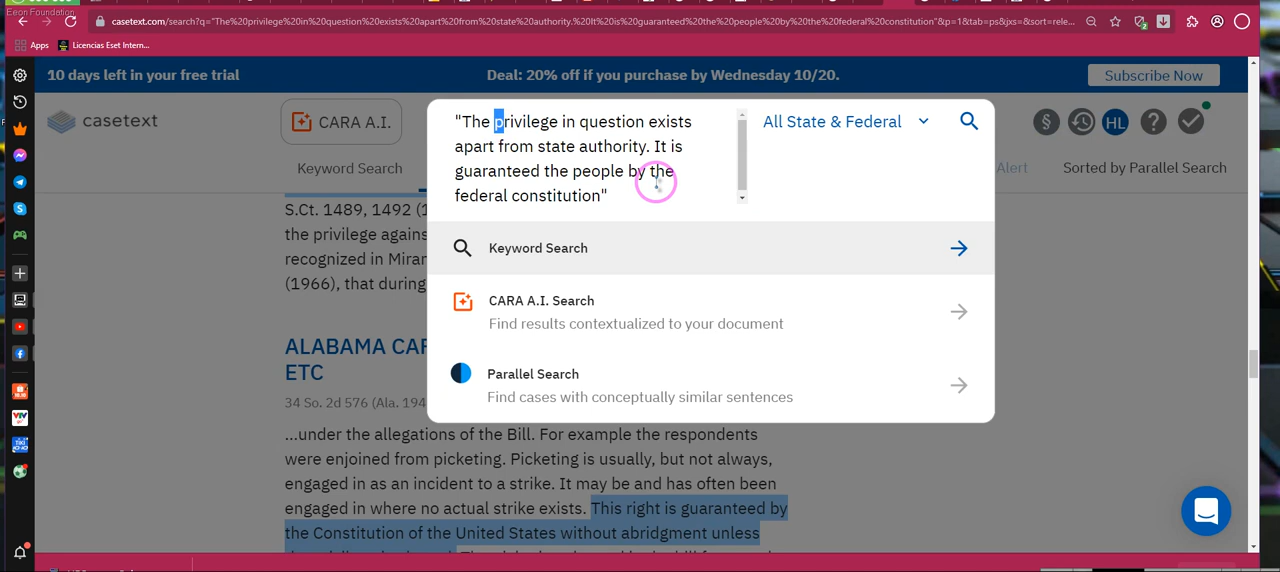 Eeon Foundation
casetext.com/search?q="The%20privilege%20in%20question%20exists%20apart%20from%20state%20authority.%20It%20is%20guaranteed%20the%20people%20by%20the%20federal%20constitution"&p=1&tab=ps&jxs=&sort=rele...
Apps Licencias Eset Intern...
10 days left in your free trial Deal: 20% off if you purchase by Wednesday 10/20. Subscribe Now
casetext CARA A.I. HL
Keyword Search Alert Sorted by Parallel Search
"The privilege in question exists
apart from state authority. It is
guaranteed the people by the
federal constitution"
All State & Federal
Keyword Search
CARA A.I. Search
Find results contextualized to your document
Parallel Search
Find cases with conceptually similar sentences
S.Ct. 1489, 1492 (1
the privilege agains
recognized in Miran
(1966), that during
ALABAMA CAR
ETC
34 So. 2d 576 (Ala. 194
...under the allegations of the Bill. For example the respondents
were enjoined from picketing. Picketing is usually, but not always,
engaged in as an incident to a strike. It may be and has often been
engaged in where no actual strike exists. This right is guaranteed by
the Constitution of the United States without abridgment unless